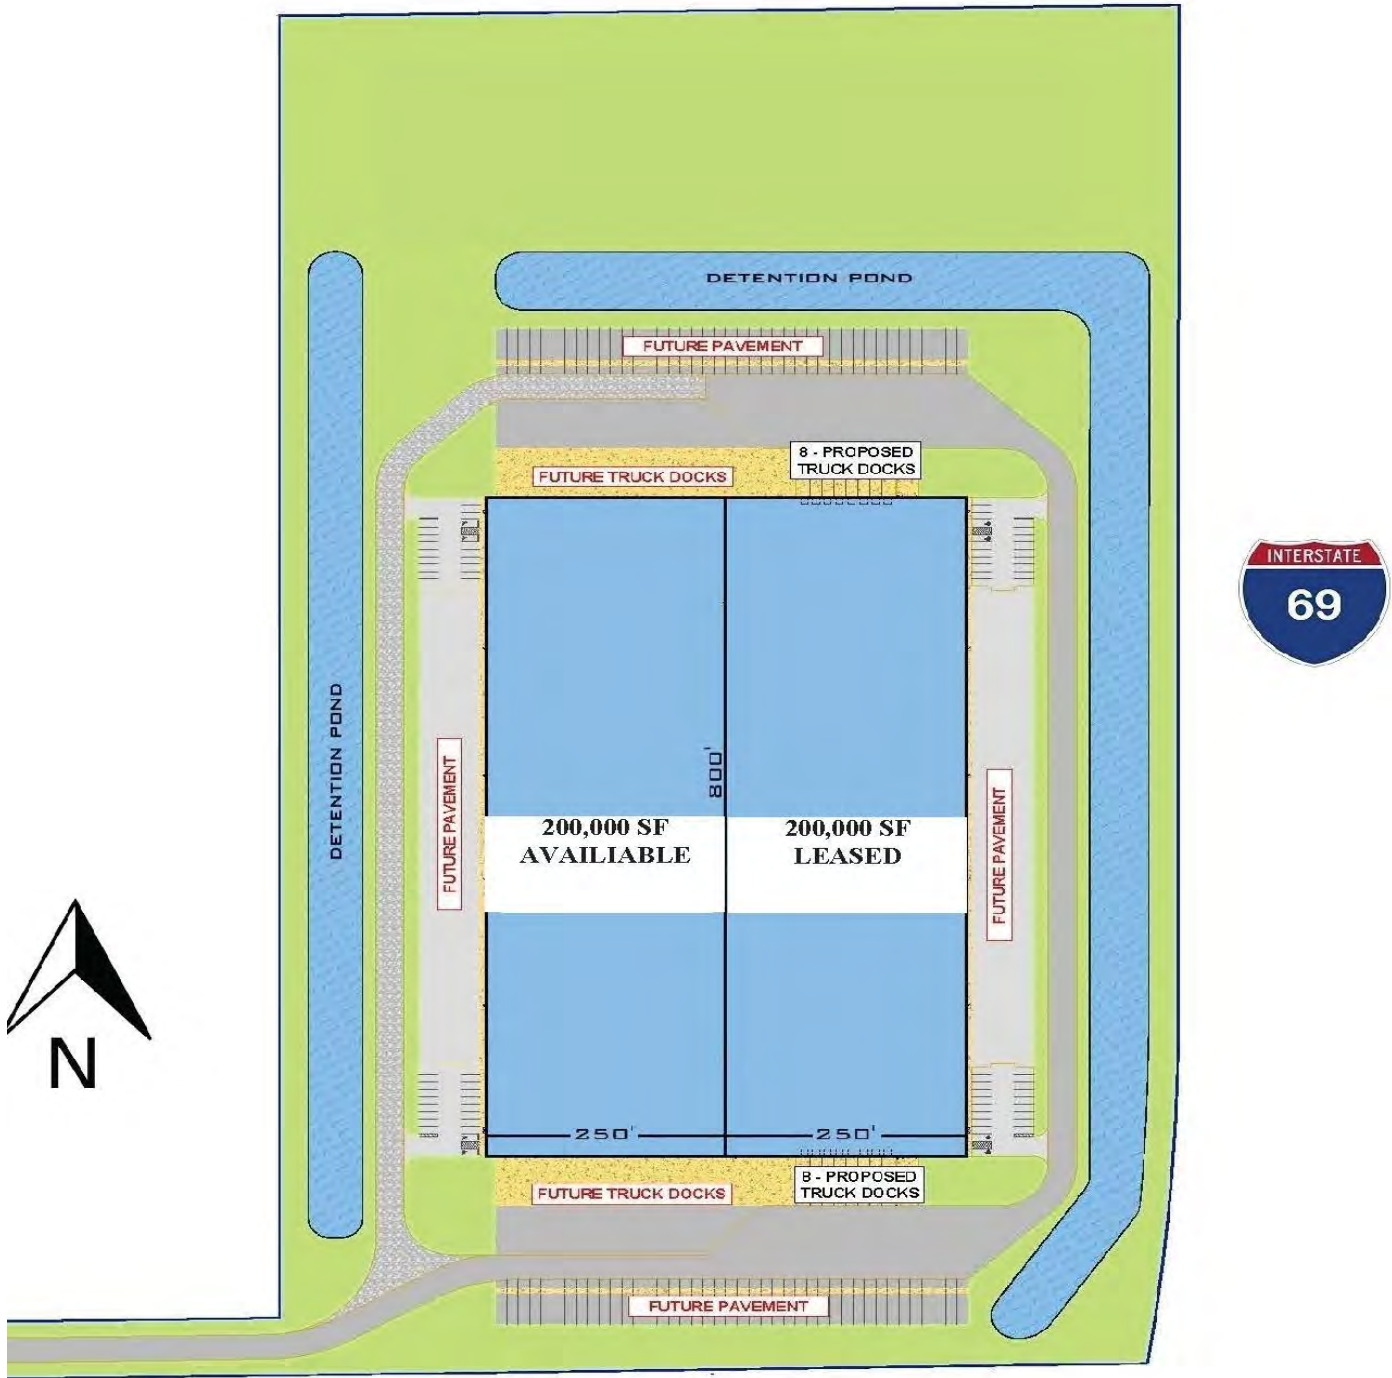 DETENTION POND
FUTURE PAVEMENT
8 - PROPOSED
TRUCK DOCKS
FUTURE TRUCK DOCKS
INTERSTATE
69
DETENTION POND
FUTURE PAVEMENT
800'
FUTURE PAVEMENT
200,000 SF
AVAILIABLE
200,000 SF
LEASED
N
250'
250'
FUTURE TRUCK DOCKS
8 - PROPOSED
TRUCK DOCKS
FUTURE PAVEMENT